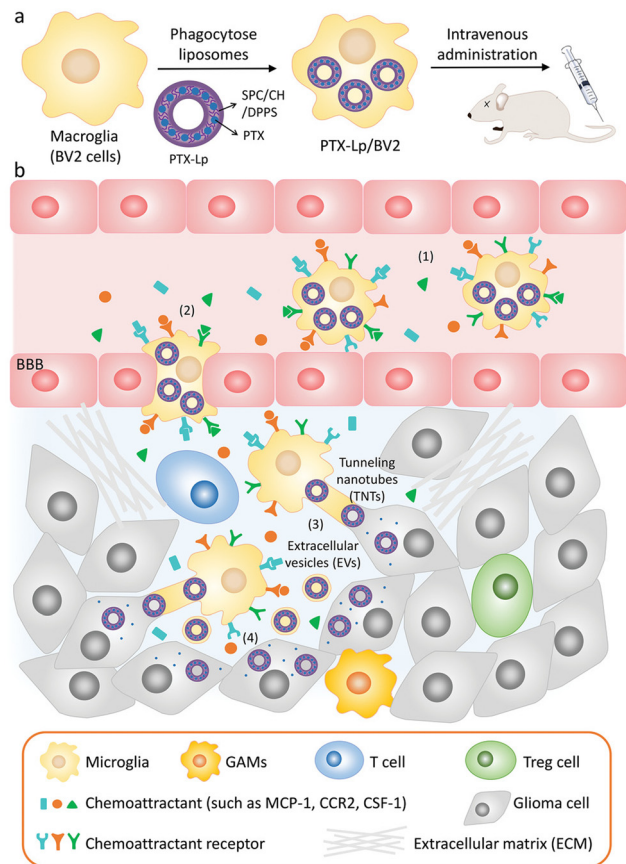 a
Phagocytose
liposomes
Intravenous
administration
SPC/CH
/DPPS
PTX
Macroglia
(BV2 cells)
PTX-Lp
PTX-Lp/BV2
x
b
(1)
(2)
BBB
Tunneling
nanotubes
(TNTs)
(3)
Extracellular
vesicles (EVs)
(4)
Microglia
GAMs
T cell
Treg cell
Chemoattractant (such as MCP-1, CCR2, CSF-1)
Glioma cell
Chemoattractant receptor
Extracellular matrix (ECM)